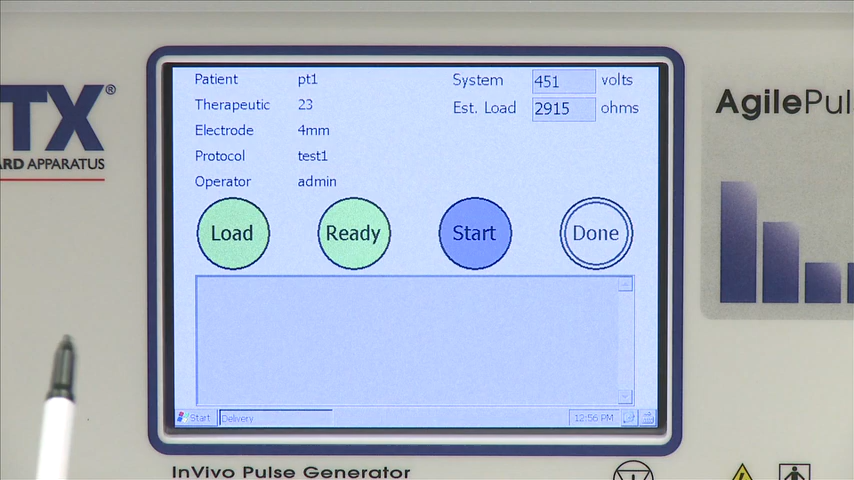 Patient pt1 System 451 volts
Therapeutic 23 Est. Load 2915 ohms
Electrode 4mm
Protocol test1
Operator admin
Load Ready Start Done
Start Delivery 12:56 PM
TX®
ARD APPARATUS
AgilePul
InVivo Pulse Generator